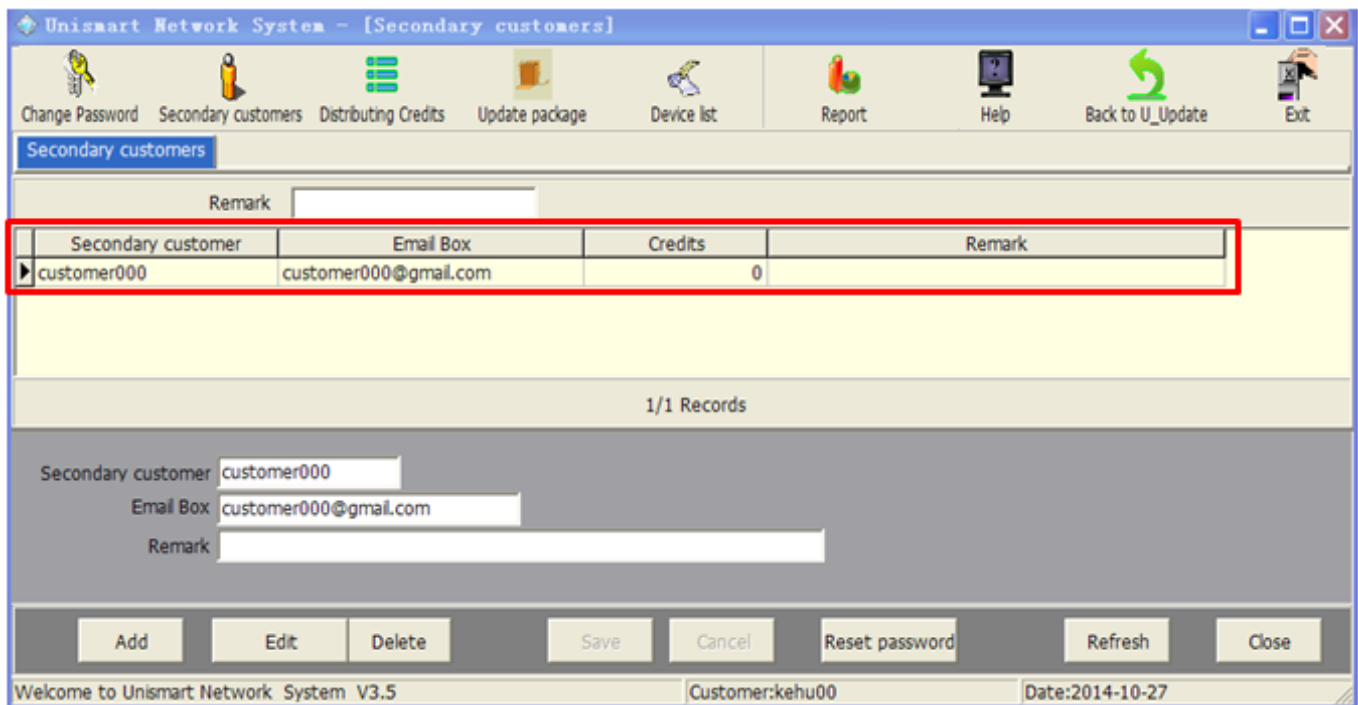 Unismart Network System - [Secondary customers]
Change Password Secondary customers Distributing Credits Update package Device list Report Help Back to U_Update Exit
Secondary customers
Remark
Secondary customer Email Box Credits Remark
customer000 customer000@gmail.com 0
1/1 Records
Secondary customer customer000
Email Box customer000@gmail.com
Remark
Add Edit Delete Save Cancel Reset password Refresh Close
Welcome to Unismart Network System V3.5 Customer:kehu00 Date:2014-10-27